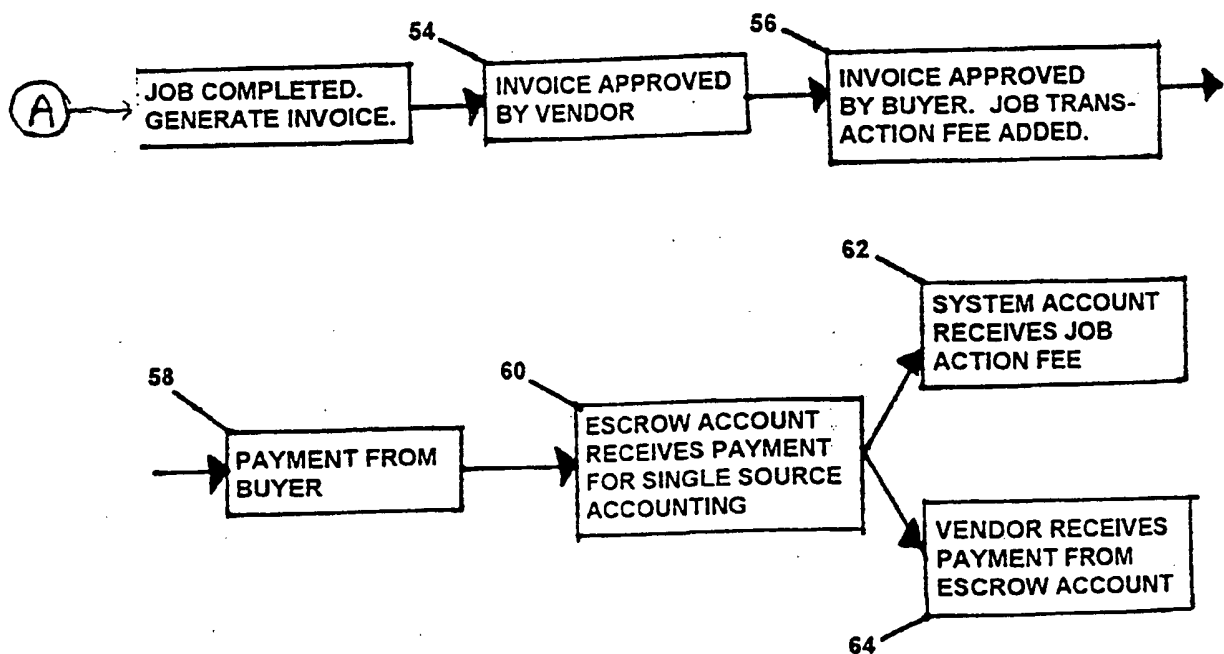 54
56
A
JOB COMPLETED.
GENERATE INVOICE.
INVOICE APPROVED
BY VENDOR
INVOICE APPROVED
BY BUYER. JOB TRANS-
ACTION FEE ADDED.
62
SYSTEM ACCOUNT
RECEIVES JOB
ACTION FEE
58
PAYMENT FROM
BUYER
60
ESCROW ACCOUNT
RECEIVES PAYMENT
FOR SINGLE SOURCE
ACCOUNTING
VENDOR RECEIVES
PAYMENT FROM
ESCROW ACCOUNT
64